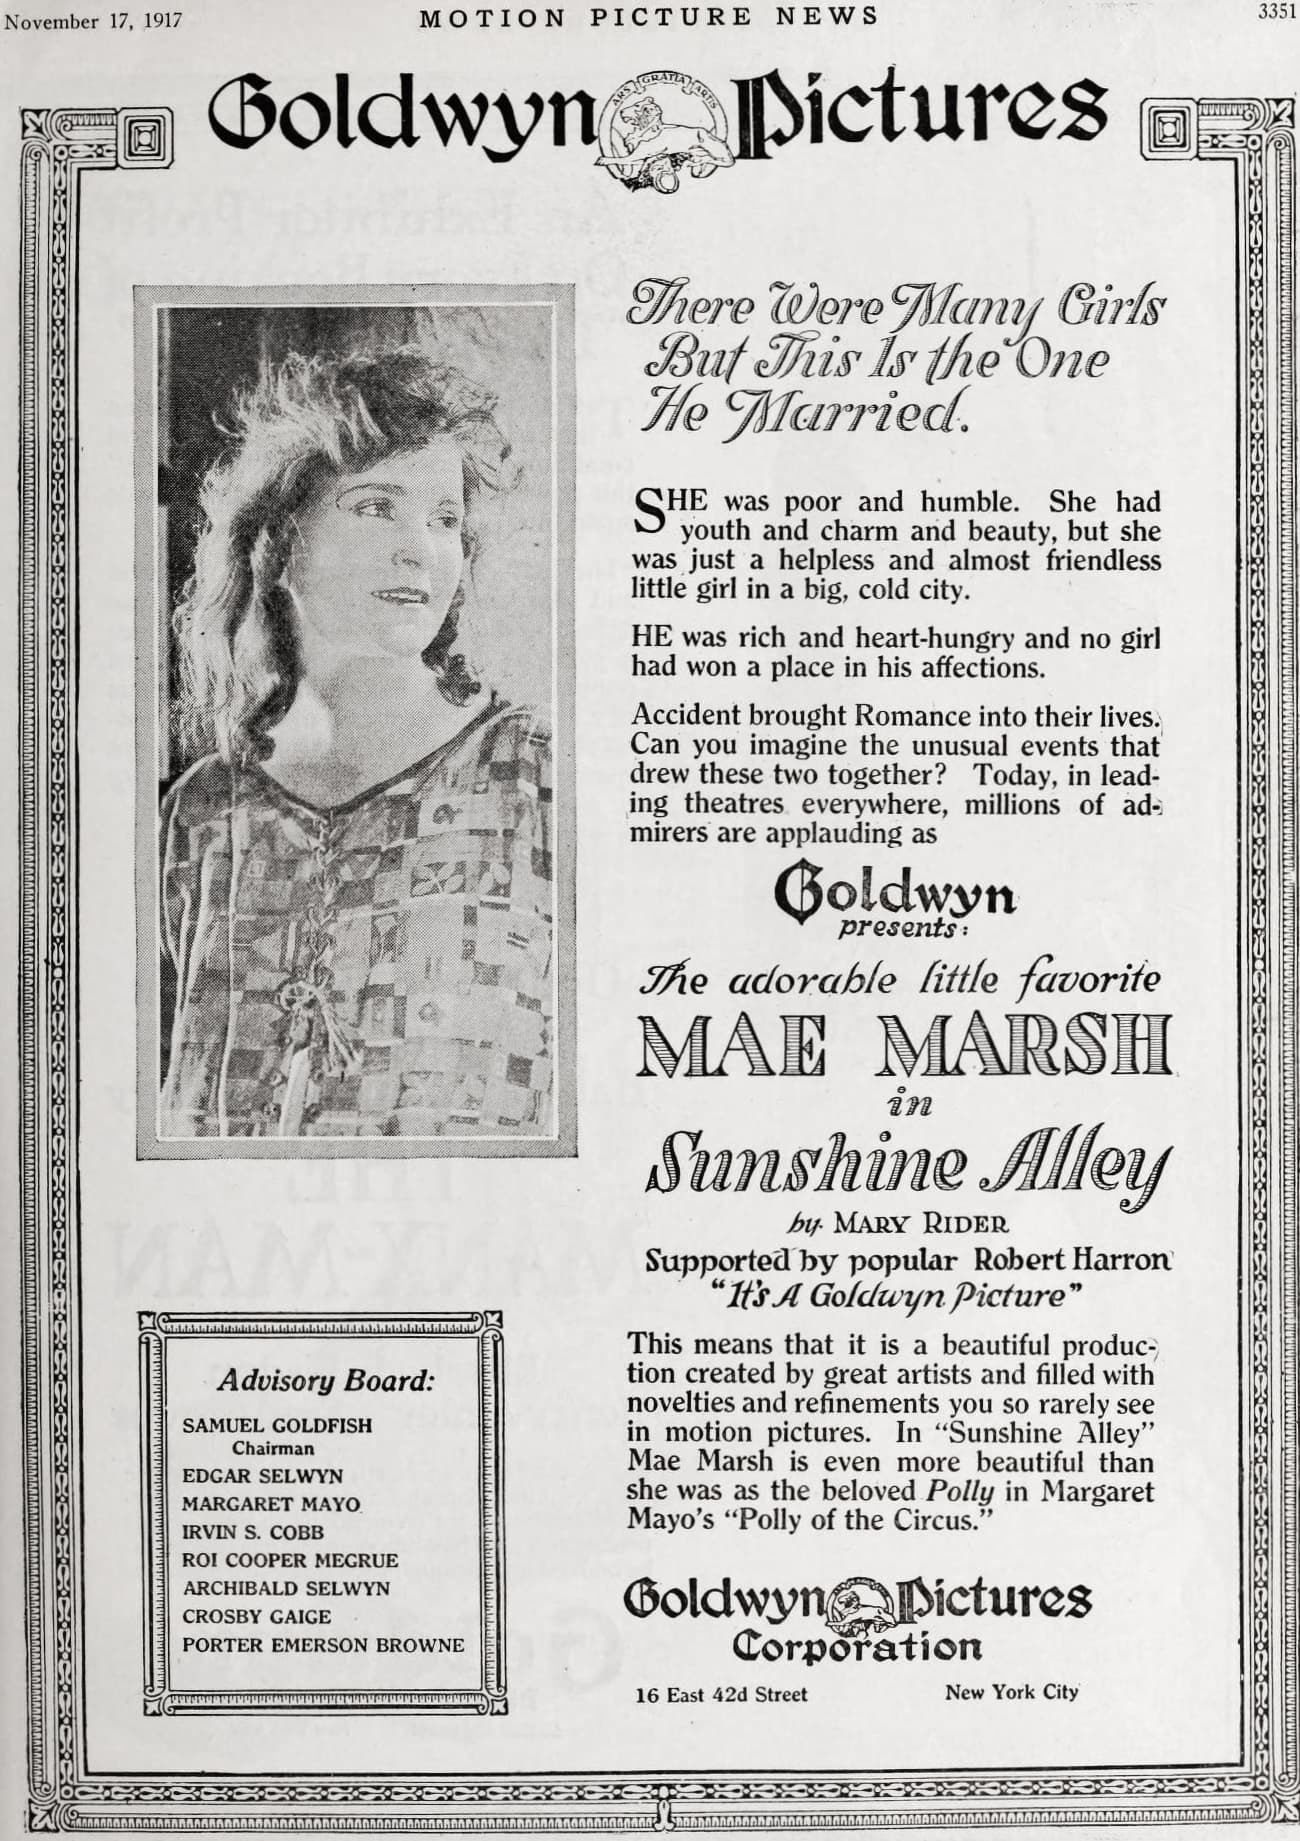 November 17, 1917
MOTION PICTURE NEWS
3351
Goldwyn Pictures
ARS GRATIA ARTIS
There Were Many Girls
But This Is the One
He Married.
SHE was poor and humble. She had
youth and charm and beauty, but she
was just a helpless and almost friendless
little girl in a big, cold city.
HE was rich and heart-hungry and no girl
had won a place in his affections.
Accident brought Romance into their lives.
Can you imagine the unusual events that
drew these two together? Today, in lead-
ing theatres everywhere, millions of ad-
mirers are applauding as
Goldwyn
presents:
The adorable little favorite
MAE MARSH
in
Sunshine Alley
by MARY RIDER
Supported by popular Robert Harron
"It's A Goldwyn Picture"
This means that it is a beautiful produc-
tion created by great artists and filled with
novelties and refinements you so rarely see
in motion pictures. In "Sunshine Alley"
Mae Marsh is even more beautiful than
she was as the beloved Polly in Margaret
Mayo's "Polly of the Circus."
Goldwyn Pictures
Corporation
16 East 42d Street New York City
Advisory Board:
SAMUEL GOLDFISH
Chairman
EDGAR SELWYN
MARGARET MAYO
IRVIN S. COBB
ROI COOPER MEGRUE
ARCHIBALD SELWYN
CROSBY GAIGE
PORTER EMERSON BROWNE